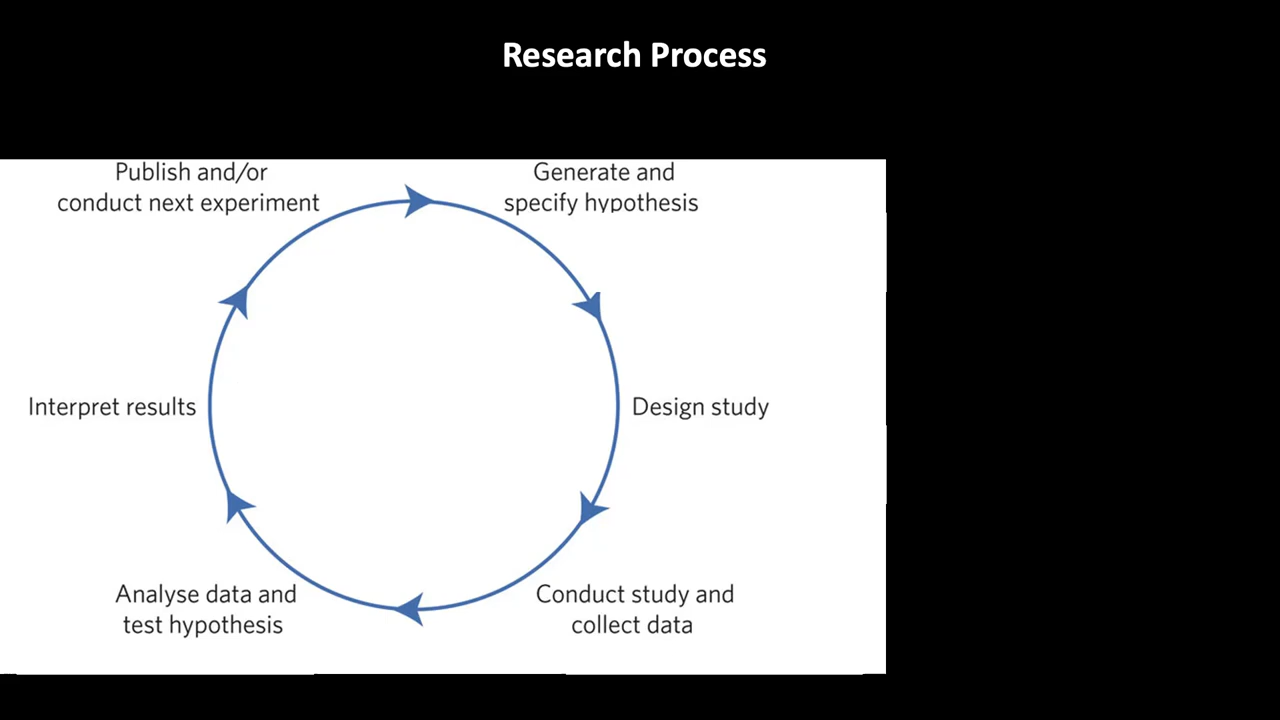 Research Process
Publish and/or
conduct next experiment
Generate and
specify hypothesis
Interpret results
Design study
Analyse data and
test hypothesis
Conduct study and
collect data